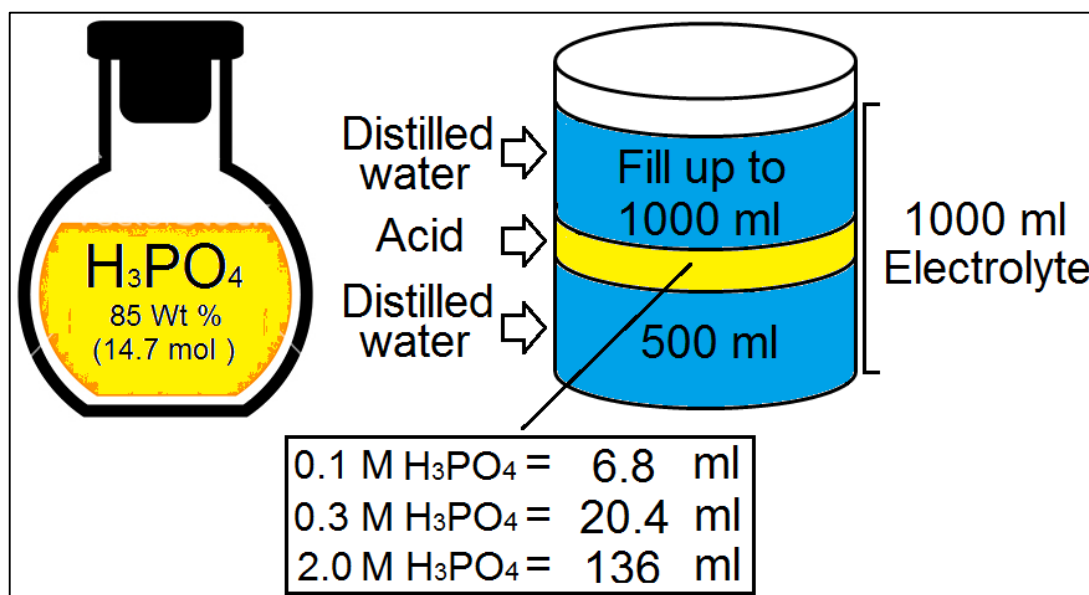 H₃PO₄
85 Wt %
(14.7 mol )
Distilled
water
Acid
Distilled
water
Fill up to
1000 ml
500 ml
1000 ml
Electrolyte
0.1 M H₃PO₄ = 6.8 ml
0.3 M H₃PO₄ = 20.4 ml
2.0 M H₃PO₄ = 136 ml